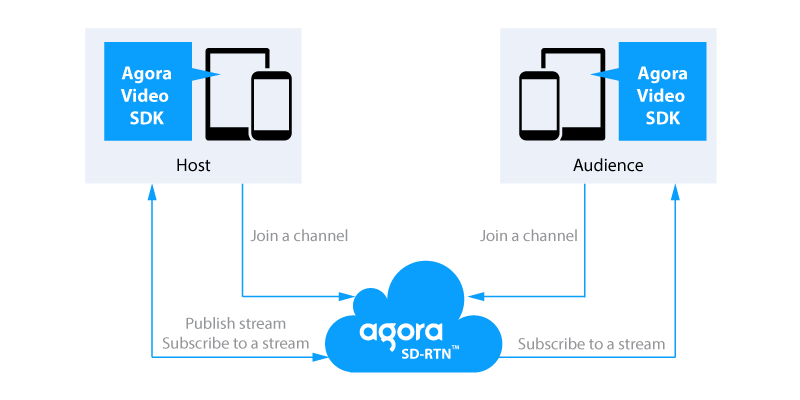 Agora
Video
SDK
Host
Agora
Video
SDK
Audience
Join a channel
Join a channel
Publish stream
Subscribe to a stream
agora
SD-RTN™
Subscribe to a stream